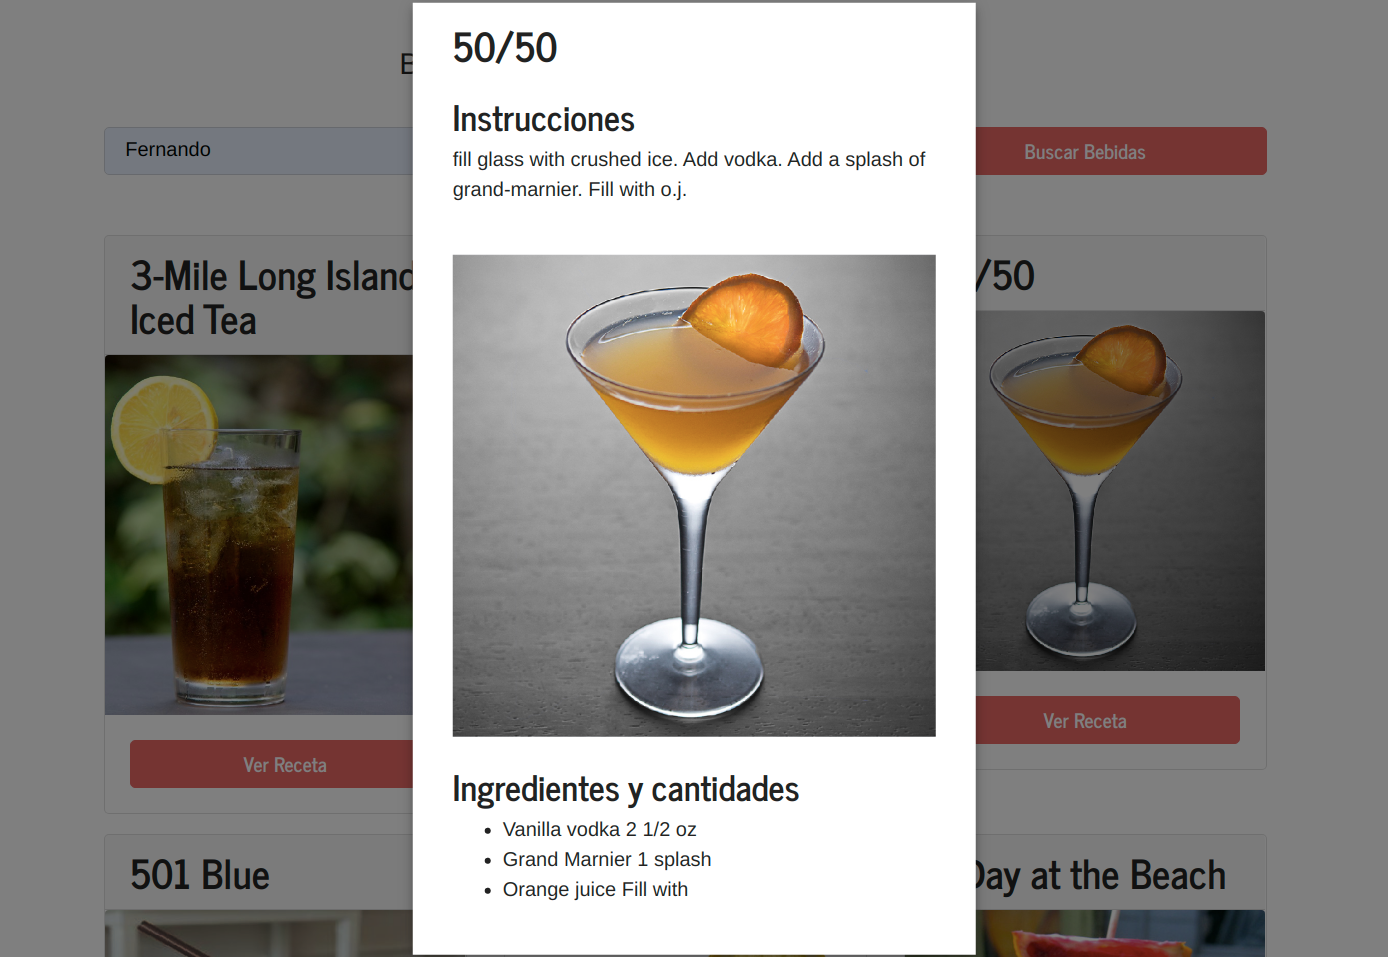 50/50
Instrucciones
fill glass with crushed ice. Add vodka. Add a splash of
grand-marnier. Fill with o.j.
Ingredientes y cantidades
Vanilla vodka 2 1/2 oz
Grand Marnier 1 splash
Orange juice Fill with
Fernando
Buscar Bebidas
3-Mile Long Island
Iced Tea
Ver Receta
/50
Ver Receta
501 Blue
Day at the Beach